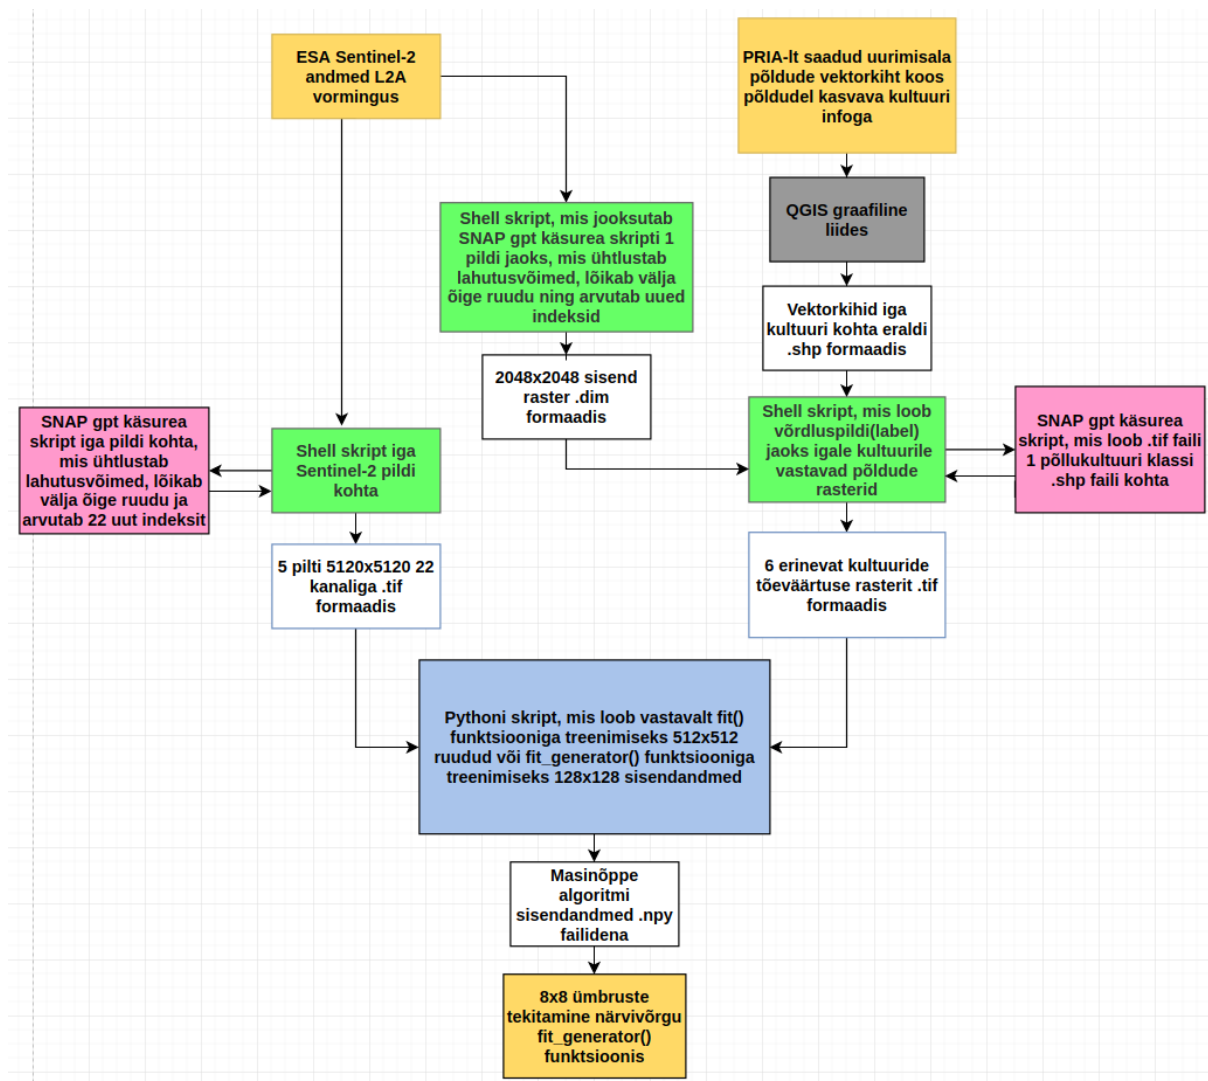 ESA Sentinel-2
andmed L2A
vormingus
PRIA-lt saadud uurimisala
põldude vektorkiht koos
põldudel kasvava kultuuri
infoga
QGIS graafiline
liides
Shell skript, mis jooksutab
SNAP gpt käsurea skripti 1
pildi jaoks, mis ühtlustab
lahutusvõimed, lõikab välja
õige ruudu ning arvutab uued
indeksid
Vektorkihid iga
kultuuri kohta eraldi
.shp formaadis
2048x2048 sisend
raster .dim
formaadis
SNAP gpt käsurea
skript iga pildi kohta,
mis ühtlustab
lahutusvõimed, lõikab
välja õige ruudu ja
arvutab 22 uut indeksit
Shell skript iga
Sentinel-2 pildi
kohta
Shell skript, mis loob
võrdluspildi(label)
jaoks igale kultuurile
vastavad põldude
rasterid
SNAP gpt käsurea
skript, mis loob .tif faili
1 põllukultuuri klassi
.shp faili kohta
5 pilti 5120x5120 22
kanaliga .tif
formaadis
6 erinevat kultuuride
tõeväärtuse rasterit .tif
formaadis
Pythoni skript, mis loob vastavalt fit()
funktsiooniga treenimiseks 512x512
ruudud või fit_generator() funktsiooniga
treenimiseks 128x128 sisendandmed
Masinõppe
algoritmi
sisendandmed .npy
failidena
8x8 ümbruste
tekitamine närvivõrgu
fit_generator()
funktsioonis